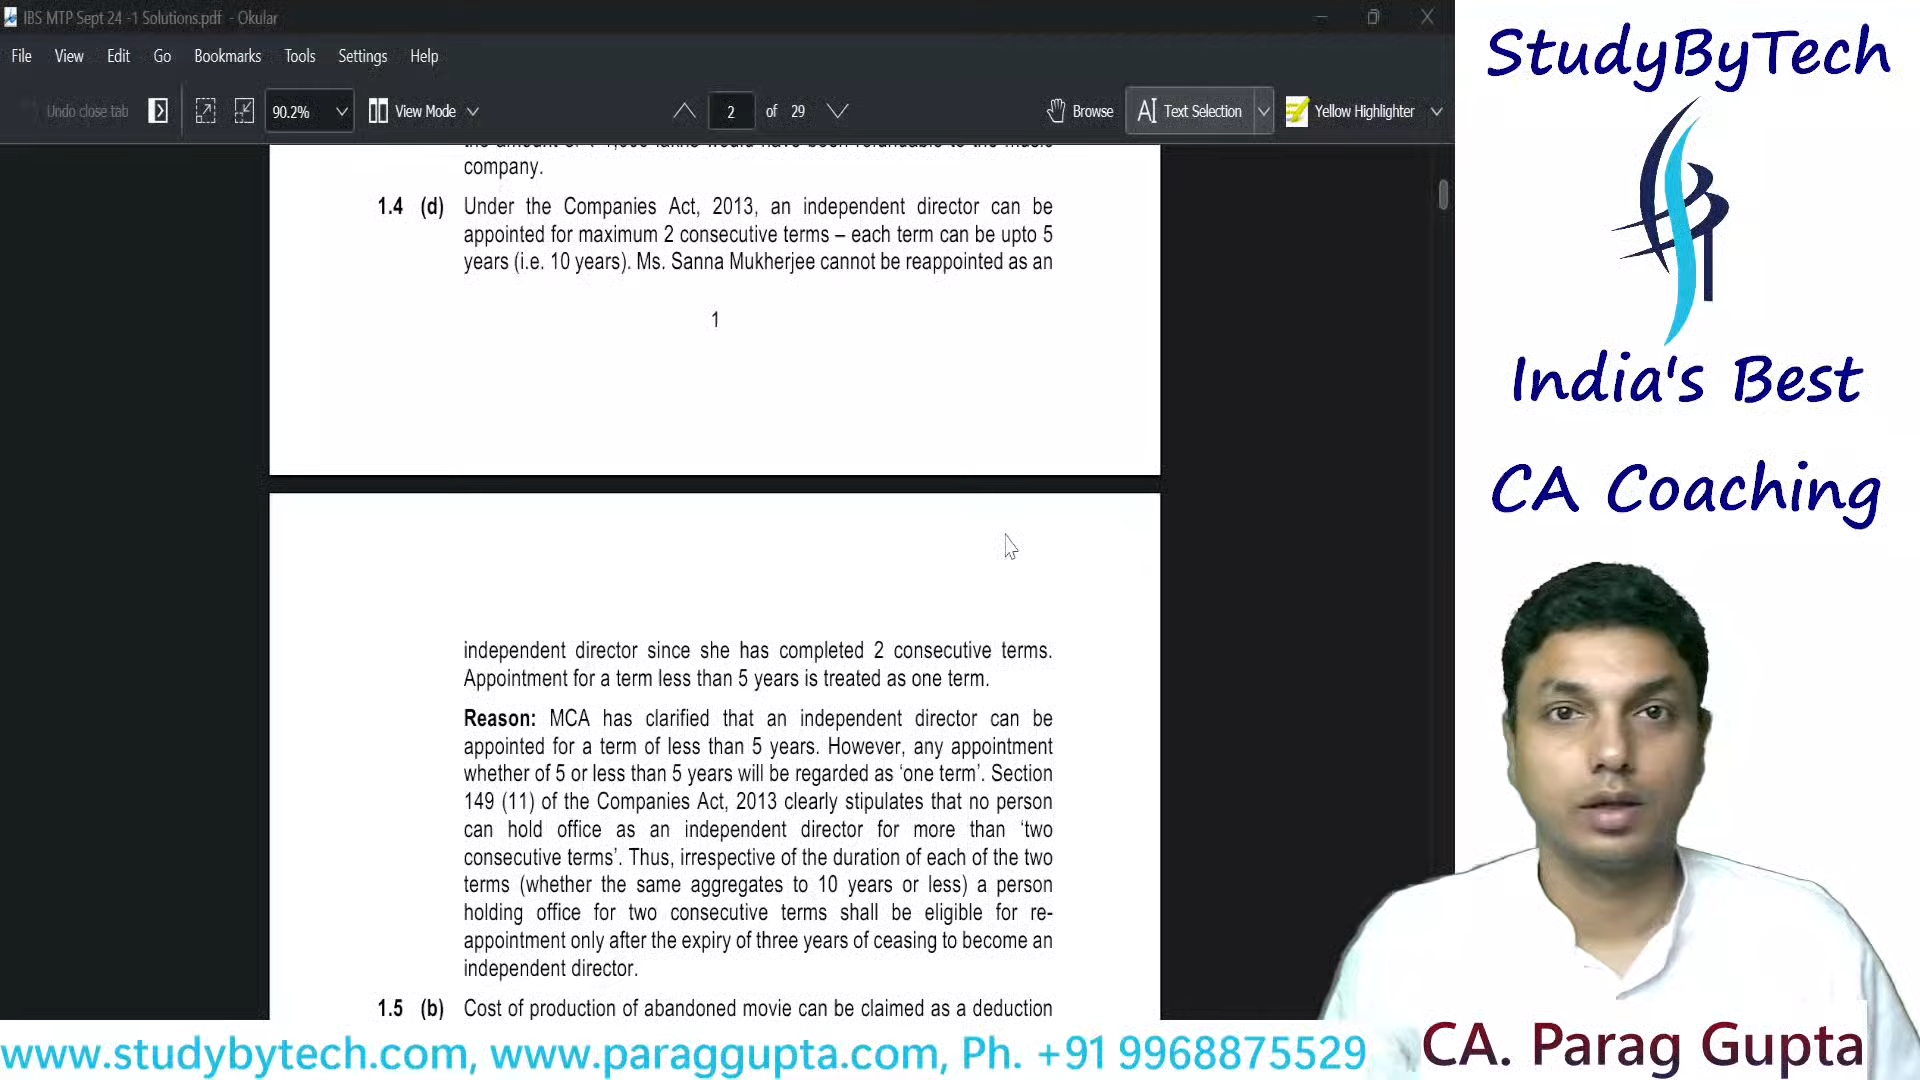 IBS MTP Sept 24 -1 Solutions.pdf - Okular
File View Edit Go Bookmarks Tools Settings Help
Undo close tab 90.2% View Mode 2 of 29 Browse Text Selection Yellow Highlighter
company.
1.4 (d) Under the Companies Act, 2013, an independent director can be
appointed for maximum 2 consecutive terms – each term can be upto 5
years (i.e. 10 years). Ms. Sanna Mukherjee cannot be reappointed as an
1
independent director since she has completed 2 consecutive terms.
Appointment for a term less than 5 years is treated as one term.
Reason: MCA has clarified that an independent director can be
appointed for a term of less than 5 years. However, any appointment
whether of 5 or less than 5 years will be regarded as ‘one term’. Section
149 (11) of the Companies Act, 2013 clearly stipulates that no person
can hold office as an independent director for more than ‘two
consecutive terms’. Thus, irrespective of the duration of each of the two
terms (whether the same aggregates to 10 years or less) a person
holding office for two consecutive terms shall be eligible for re-
appointment only after the expiry of three years of ceasing to become an
independent director.
1.5 (b) Cost of production of abandoned movie can be claimed as a deduction
StudyByTech
India's Best
CA Coaching
www.studybytech.com, www.paraggupta.com, Ph. +91 9968875529
CA. Parag Gupta